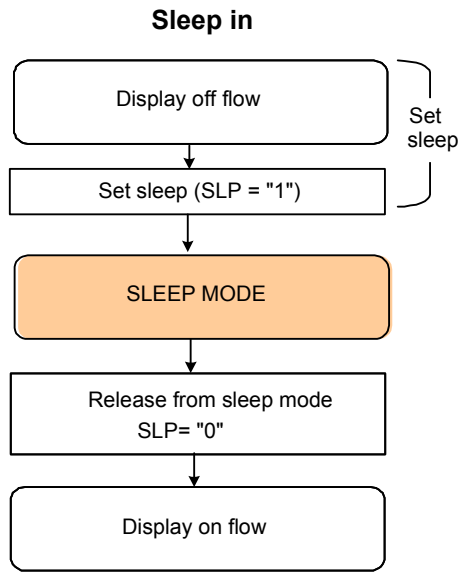 Sleep in
Display off flow
Set
sleep
Set sleep (SLP = "1")
SLEEP MODE
Release from sleep mode
SLP= "0"
Display on flow